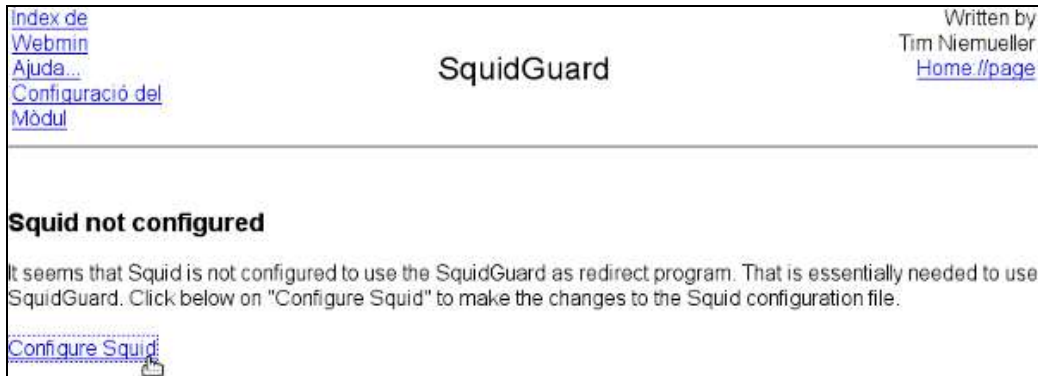 Índex de
Webmin
Ajuda...
Configuració del
Mòdul
SquidGuard
Written by
Tim Niemueller
Home://page
Squid not configured
It seems that Squid is not configured to use the SquidGuard as redirect program. That is essentially needed to use
SquidGuard. Click below on "Configure Squid" to make the changes to the Squid configuration file.
Configure Squid